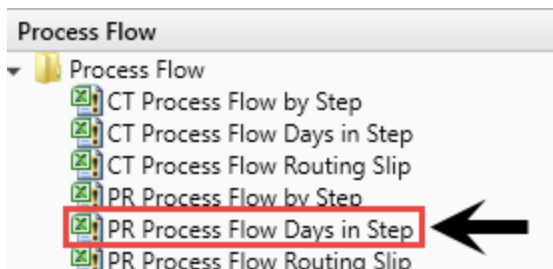 Process Flow
Process Flow
CT Process Flow by Step
CT Process Flow Days in Step
CT Process Flow Routing Slip
PR Process Flow by Step
PR Process Flow Days in Step
PR Process Flow Routing Slip